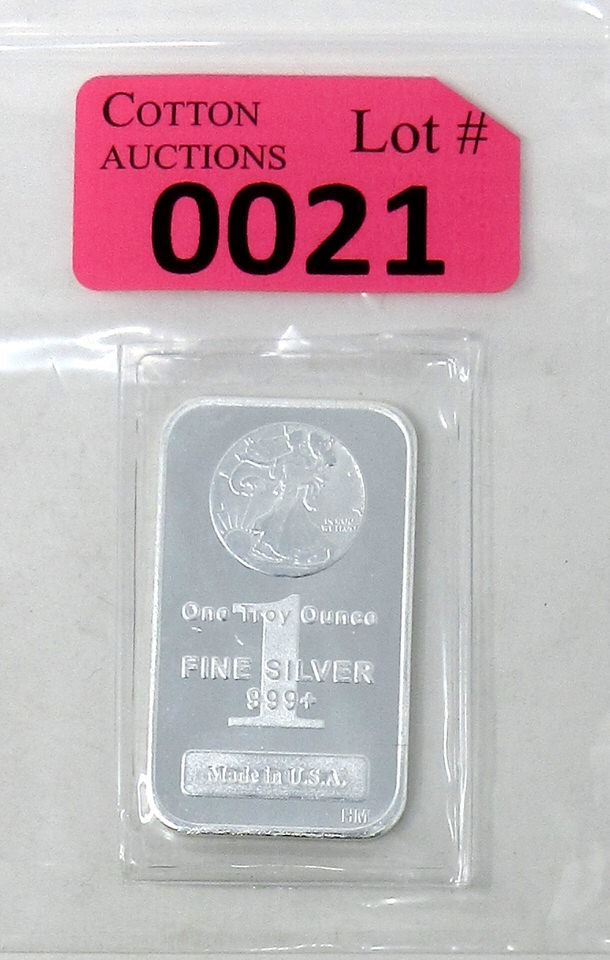 COTTON
AUCTIONS
Lot #
0021
IN GOD
WE TRUST
1
One Troy Ounce
FINE SILVER
999+
Made in U.S.A.
HM